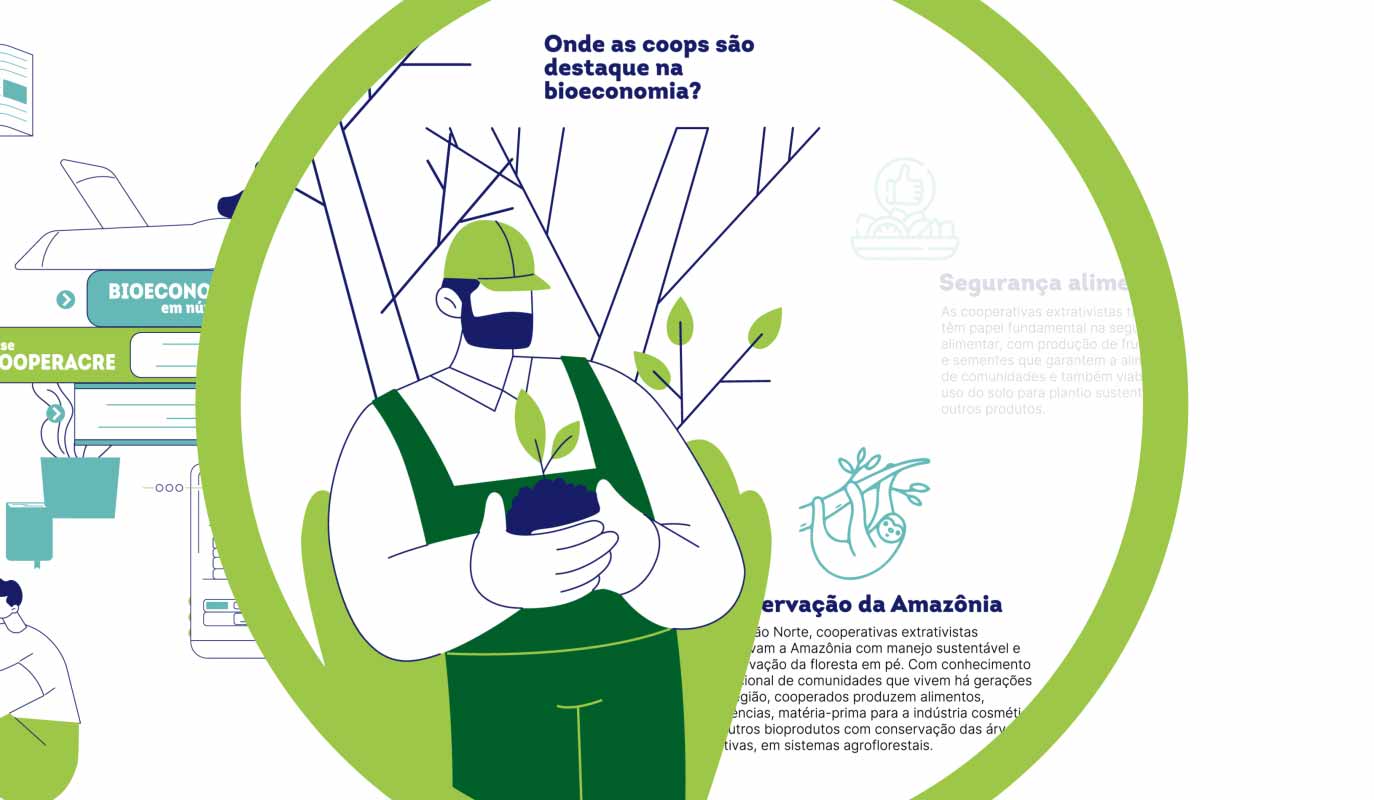 Onde as coops são
destaque na
bioeconomia?
BIOECONO
em nú
se
OOPERACRE
Segurança alime
As cooperativas extrativistas t
têm papel fundamental na segu
alimentar, com produção de fru
e sementes que garantem a alin
de comunidades e também viab
uso do solo para plantio sustent
outros produtos.
ervação da Amazônia
ão Norte, cooperativas extrativistas
vam a Amazônia com manejo sustentável e
vação da floresta em pé. Com conhecimento
ional de comunidades que vivem há gerações
egião, cooperados produzem alimentos,
ências, matéria-prima para a indústria cosméti
utros bioprodutos com conservação das árv
tivas, em sistemas agroflorestais.